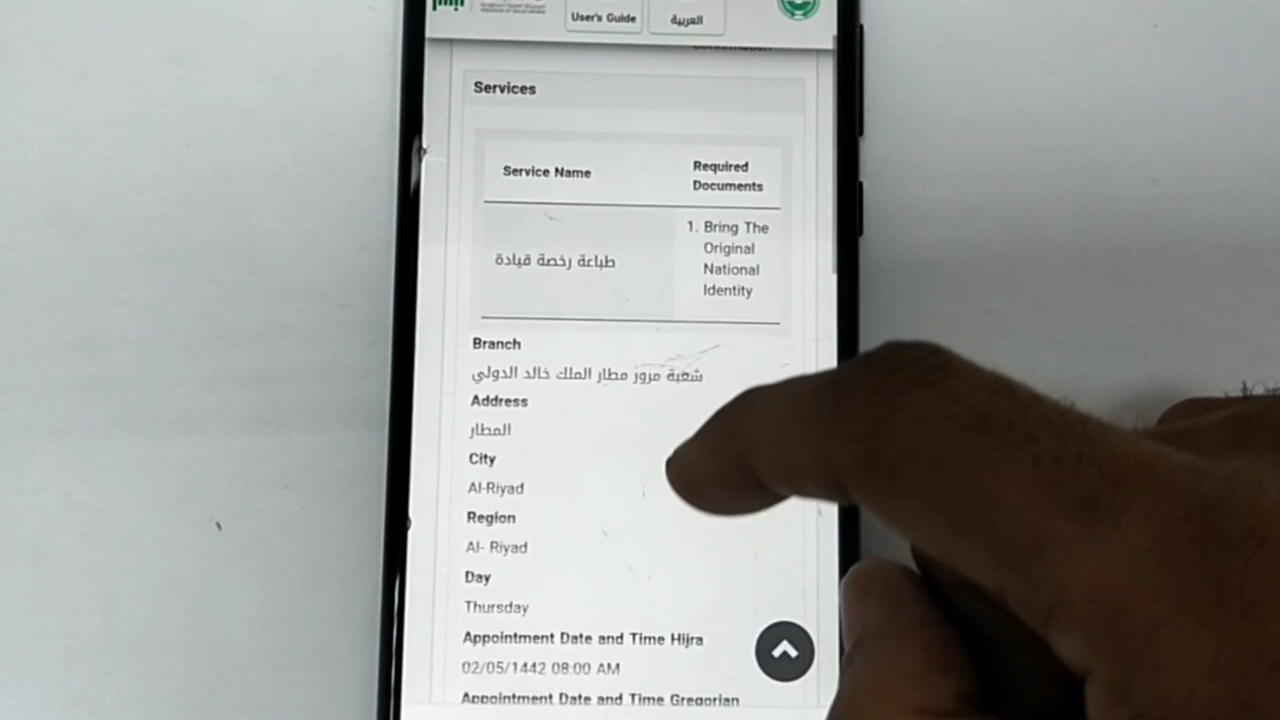 User's Guide
العربية
Services
Service Name
Required
Documents
طباعة رخصة قيادة
1. Bring The
Original
National
Identity
Branch
شعبة مرور مطار الملك خالد الدولي
Address
المطار
City
Al-Riyad
Region
Al- Riyad
Day
Thursday
Appointment Date and Time Hijra
02/05/1442 08:00 AM
Appointment Date and Time Gregorian